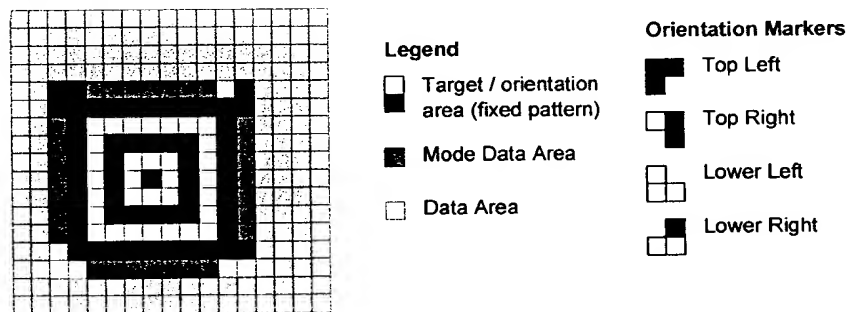 Legend
Target / orientation
area (fixed pattern)
Mode Data Area
Data Area
Orientation Markers
Top Left
Top Right
Lower Left
Lower Right